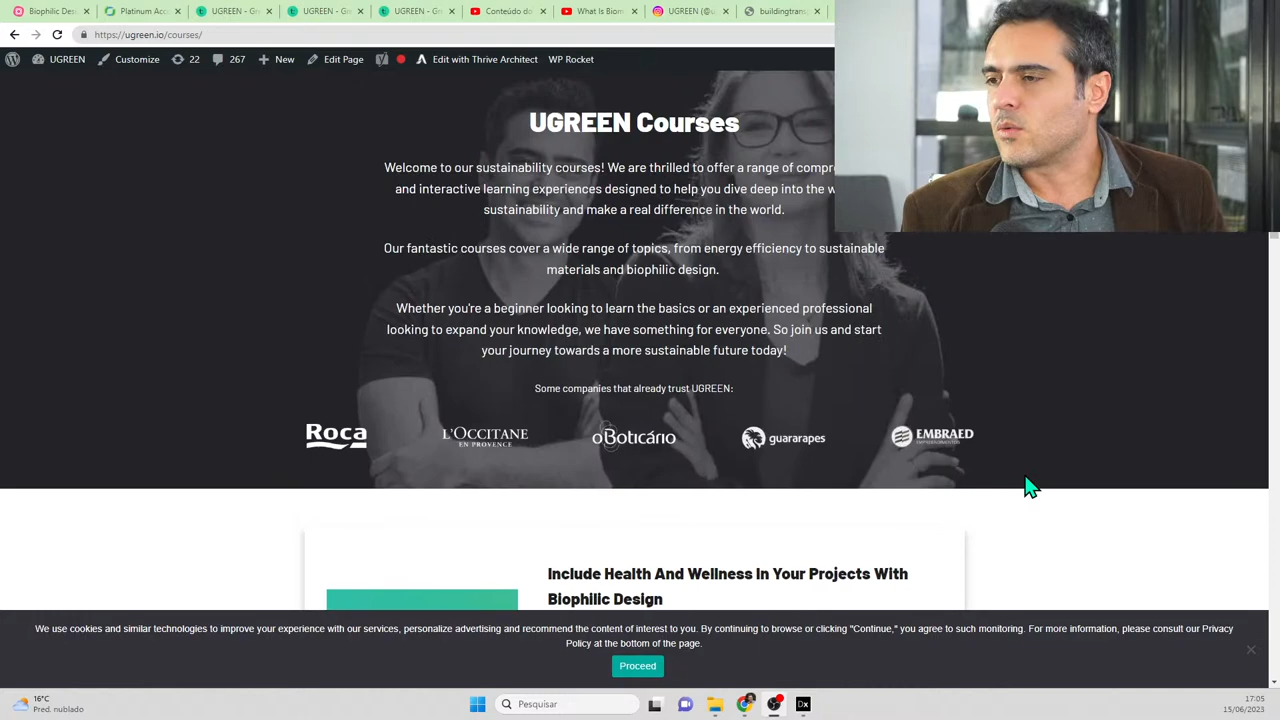 Biophilic De
Platinum Acc
UGREEN - Gr
UGREEN - Gr
UGREEN - Gr
Conteúdo do
What Is Biom
UGREEN (@u
buildingtrans
https://ugreen.io/courses/
UGREEN
Customize
22
267
New
Edit Page
Edit with Thrive Architect
WP Rocket
UGREEN Courses
Welcome to our sustainability courses! We are thrilled to offer a range of compr
and interactive learning experiences designed to help you dive deep into the w
sustainability and make a real difference in the world.
Our fantastic courses cover a wide range of topics, from energy efficiency to sustainable
materials and biophilic design.
Whether you're a beginner looking to learn the basics or an experienced professional
looking to expand your knowledge, we have something for everyone. So join us and start
your journey towards a more sustainable future today!
Some companies that already trust UGREEN:
Roca
L'OCCITANE
EN PROVENCE
oBoticário
guararapes
EMBRAED
Include Health And Wellness In Your Projects With
Biophilic Design
We use cookies and similar technologies to improve your experience with our services, personalize advertising and recommend the content of interest to you. By continuing to browse or clicking "Continue," you agree to such monitoring. For more information, please consult our Privacy
Policy at the bottom of the page.
Proceed
16°C
Pred. nublado
Pesquisar
Dx
17:05
15/06/2023